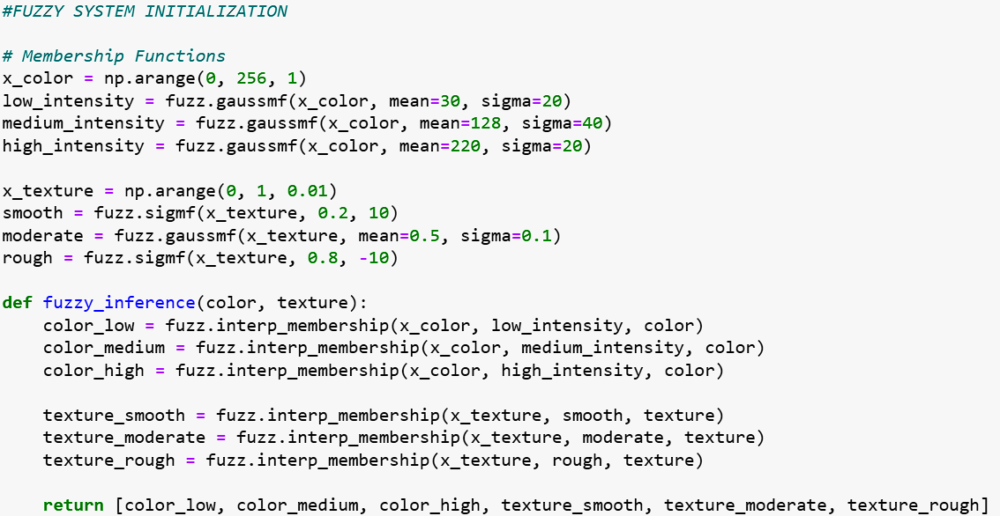 #FUZZY SYSTEM INITIALIZATION
# Membership Functions
x_color = np.arange(0, 256, 1)
low_intensity = fuzz.gaussmf(x_color, mean=30, sigma=20)
medium_intensity = fuzz.gaussmf(x_color, mean=128, sigma=40)
high_intensity = fuzz.gaussmf(x_color, mean=220, sigma=20)
x_texture = np.arange(0, 1, 0.01)
smooth = fuzz.sigmf(x_texture, 0.2, 10)
moderate = fuzz.gaussmf(x_texture, mean=0.5, sigma=0.1)
rough = fuzz.sigmf(x_texture, 0.8, -10)
def fuzzy_inference(color, texture):
    color_low = fuzz.interp_membership(x_color, low_intensity, color)
    color_medium = fuzz.interp_membership(x_color, medium_intensity, color)
    color_high = fuzz.interp_membership(x_color, high_intensity, color)
    texture_smooth = fuzz.interp_membership(x_texture, smooth, texture)
    texture_moderate = fuzz.interp_membership(x_texture, moderate, texture)
    texture_rough = fuzz.interp_membership(x_texture, rough, texture)
    return [color_low, color_medium, color_high, texture_smooth, texture_moderate, texture_rough]